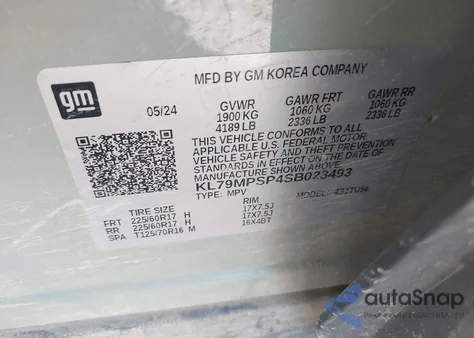 MFD BY GM KOREA COMPANY
gm
05/24
GVWR GAWR FRT GAWR RR
1900 KG 1060 KG 1060 KG
4189 LB 2336 LB 2336 LB
THIS VEHICLE CONFORMS TO ALL
APPLICABLE U.S. FEDERAL MOTOR
VEHICLE SAFETY AND THEFT PREVENTION
STANDARDS IN EFFECT ON THE DATE OF
MANUFACTURE SHOWN ABOVE.
KL79MPSP4SB023493
TYPE: MPV MODEL:
TIRE SIZE RIM
FRT 225/60R17 H 17X7.5J
RR 225/60R17 H 17X7.5J
SPA T125/70R16 M 16X4BT
autoSnap